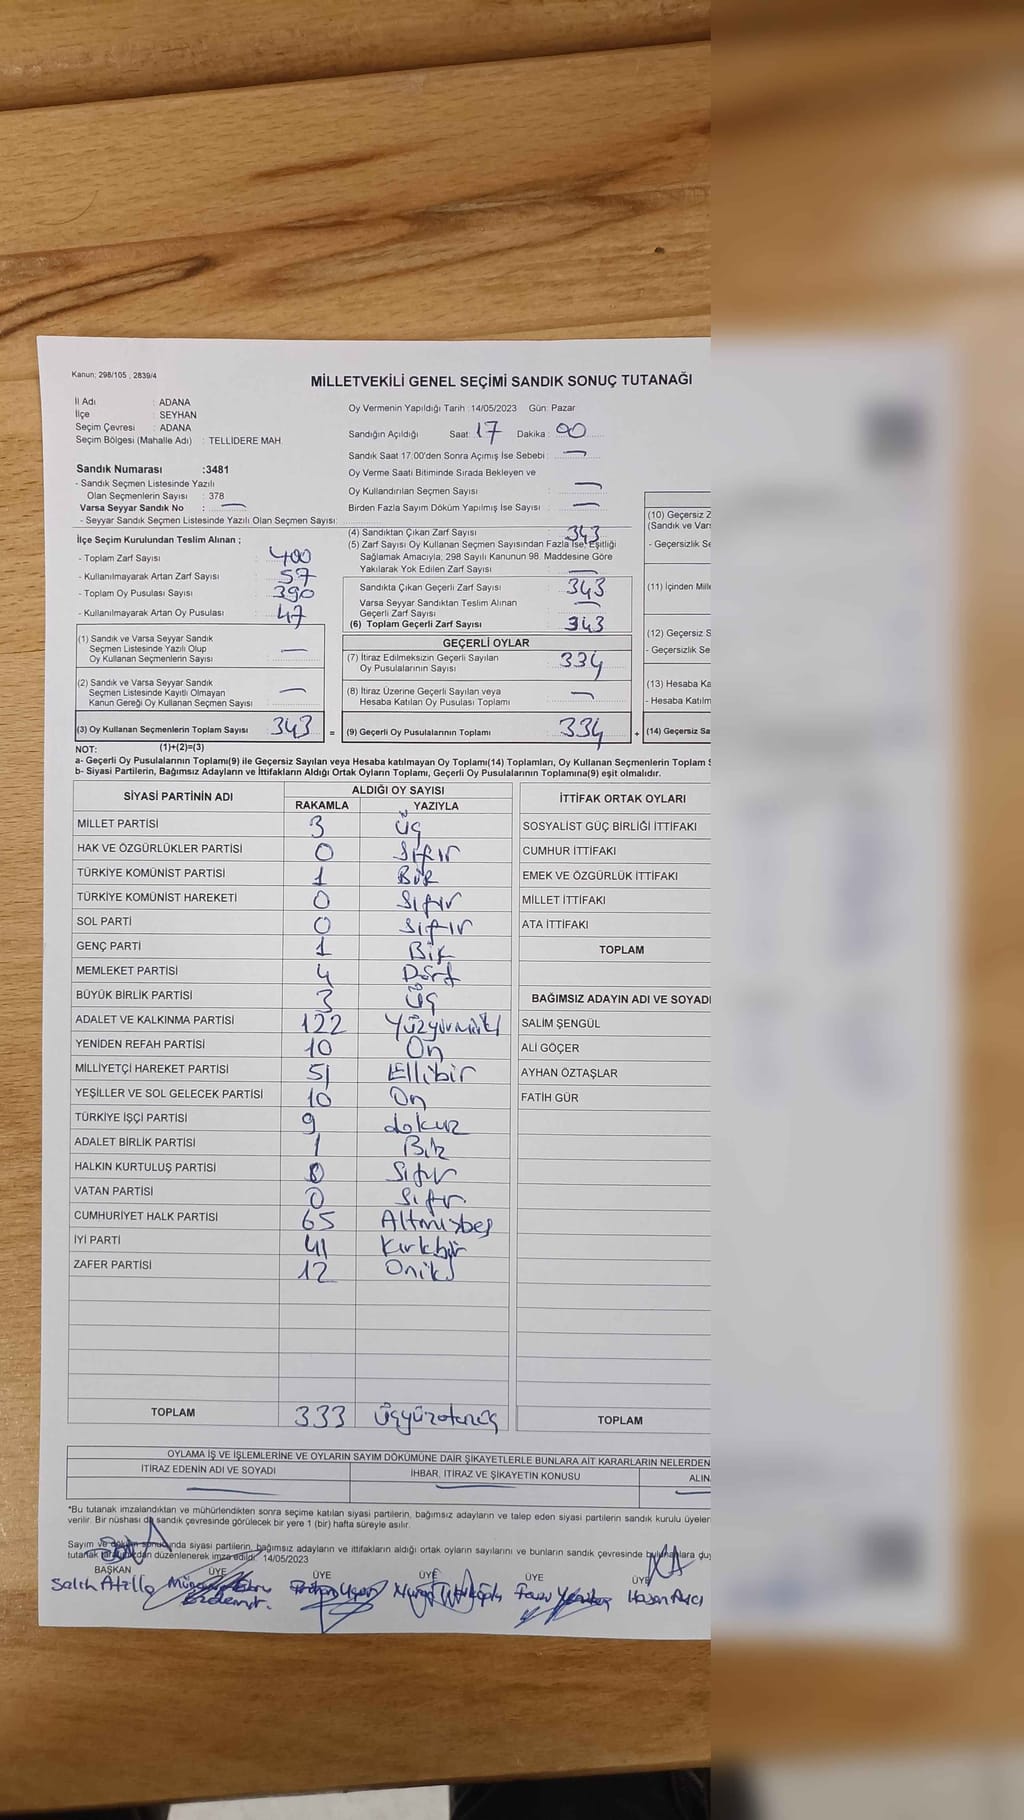 Kanun; 298/105 , 2839/4
MİLLETVEKİLİ GENEL SEÇİMİ SANDIK SONUÇ TUTANAĞI
İl Adı : ADANA
İlçe : SEYHAN
Seçim Çevresi : ADANA
Seçim Bölgesi (Mahalle Adı) : TELLİDERE MAH.
Sandık Numarası :3481
- Sandık Seçmen Listesinde Yazılı
Olan Seçmenlerin Sayısı : 378
Varsa Seyyar Sandık No : —
- Seyyar Sandık Seçmen Listesinde Yazılı Olan Seçmen Sayısı:
Oy Vermenin Yapıldığı Tarih : 14/05/2023 Gün: Pazar
Sandığın Açıldığı Saat: 17 Dakika : 00
Sandık Saat 17.00'den Sonra Açımış İse Sebebi : —
Oy Verme Saati Bitiminde Sırada Bekleyen ve
Oy Kullandırılan Seçmen Sayısı : —
Birden Fazla Sayım Döküm Yapılmış İse Sayısı : —
İlçe Seçim Kurulundan Teslim Alınan ;
- Toplam Zarf Sayısı : 400
- Kullanılmayarak Artan Zarf Sayısı : 57
- Toplam Oy Pusulası Sayısı : 390
- Kullanılmayarak Artan Oy Pusulası : 47
(1) Sandık ve Varsa Seyyar Sandık
Seçmen Listesinde Yazılı Olup
Oy Kullanan Seçmenlerin Sayısı : —
(2) Sandık ve Varsa Seyyar Sandık
Seçmen Listesinde Kayıtlı Olmayan
Kanun Gereği Oy Kullanan Seçmen Sayısı : —
(3) Oy Kullanan Seçmenlerin Toplam Sayısı : 343 =
(4) Sandıktan Çıkan Zarf Sayısı : 343
(5) Zarf Sayısı Oy Kullanan Seçmen Sayısından Fazla İse, Eşitliği
Sağlamak Amacıyla, 298 Sayılı Kanunun 98. Maddesine Göre
Yakılarak Yok Edilen Zarf Sayısı : —
Sandıkta Çıkan Geçerli Zarf Sayısı : 343
Varsa Seyyar Sandıktan Teslim Alınan
Geçerli Zarf Sayısı : —
(6) Toplam Geçerli Zarf Sayısı : 343
GEÇERLİ OYLAR
(7) İtiraz Edilmeksizin Geçerli Sayılan
Oy Pusulalarının Sayısı : 334
(8) İtiraz Üzerine Geçerli Sayılan veya
Hesaba Katılan Oy Pusulası Toplamı : —
(9) Geçerli Oy Pusulalarının Toplamı : 334 +
(10) Geçersiz Z
(Sandık ve Vars
- Geçersizlik Se
(11) İçinden Mille
(12) Geçersiz S
- Geçersizlik Se
(13) Hesaba Ka
- Hesaba Katılm
(14) Geçersiz Sa
NOT: (1)+(2)=(3)
a- Geçerli Oy Pusulalarının Toplamı(9) ile Geçersiz Sayılan veya Hesaba katılmayan Oy Toplamı(14) Toplamları, Oy Kullanan Seçmenlerin Toplam S
b- Siyasi Partilerin, Bağımsız Adayların ve İttifakların Aldığı Ortak Oyların Toplamı, Geçerli Oy Pusulalarının Toplamına(9) eşit olmalıdır.
SİYASİ PARTİNİN ADI ALDIĞI OY SAYISI
RAKAMLA YAZIYLA
MİLLET PARTİSİ 3 üç
HAK VE ÖZGÜRLÜKLER PARTİSİ 0 sıfır
TÜRKİYE KOMÜNİST PARTİSİ 1 Bir
TÜRKİYE KOMÜNİST HAREKETİ 0 sıfır
SOL PARTİ 0 sıfır
GENÇ PARTİ 1 Bir
MEMLEKET PARTİSİ 4 Dört
BÜYÜK BİRLİK PARTİSİ 3 üç
ADALET VE KALKINMA PARTİSİ 122 Yüzyirmiiki
YENİDEN REFAH PARTİSİ 10 On
MİLLİYETÇİ HAREKET PARTİSİ 51 Ellibir
YEŞİLLER VE SOL GELECEK PARTİSİ 10 On
TÜRKİYE İŞÇİ PARTİSİ 9 dokuz
ADALET BİRLİK PARTİSİ 1 Bir
HALKIN KURTULUŞ PARTİSİ 0 sıfır
VATAN PARTİSİ 0 sıfır
CUMHURİYET HALK PARTİSİ 65 Altmışbeş
İYİ PARTİ 41 Kırkbir
ZAFER PARTİSİ 12 Oniki
TOPLAM 333 üçyüzotuzüç
İTTİFAK ORTAK OYLARI
SOSYALİST GÜÇ BİRLİĞİ İTTİFAKI
CUMHUR İTTİFAKI
EMEK VE ÖZGÜRLÜK İTTİFAKI
MİLLET İTTİFAKI
ATA İTTİFAKI
TOPLAM
BAĞIMSIZ ADAYIN ADI VE SOYADI
SALİM ŞENGÜL
ALİ GÖÇER
AYHAN ÖZTAŞLAR
FATİH GÜR
TOPLAM
OYLAMA İŞ VE İŞLEMLERİNE VE OYLARIN SAYIM DÖKÜMÜNE DAİR ŞİKAYETLERLE BUNLARA AİT KARARLARIN NELERDEN
İTİRAZ EDENİN ADI VE SOYADI İHBAR, İTİRAZ VE ŞİKAYETİN KONUSU ALIN
*Bu tutanak imzalandıktan ve mühürlendikten sonra seçime katılan siyasi partilerin, bağımsız adayların ve talep eden siyasi partilerin sandık kurulu üyeler
verilir. Bir nüshası da sandık çevresinde görülecek bir yere 1 (bir) hafta süreyle asılır.
Sayım ve döküm sonucunda siyasi partilerin, bağımsız adayların ve ittifakların aldığı ortak oyların sayılarını ve bunların sandık çevresinde bulunanlara duy
tutanak tarafımızdan düzenlenerek imza edildi. 14/05/2023
BAŞKAN ÜYE ÜYE ÜYE ÜYE ÜYE
Salih Atilla Hasan Avcı